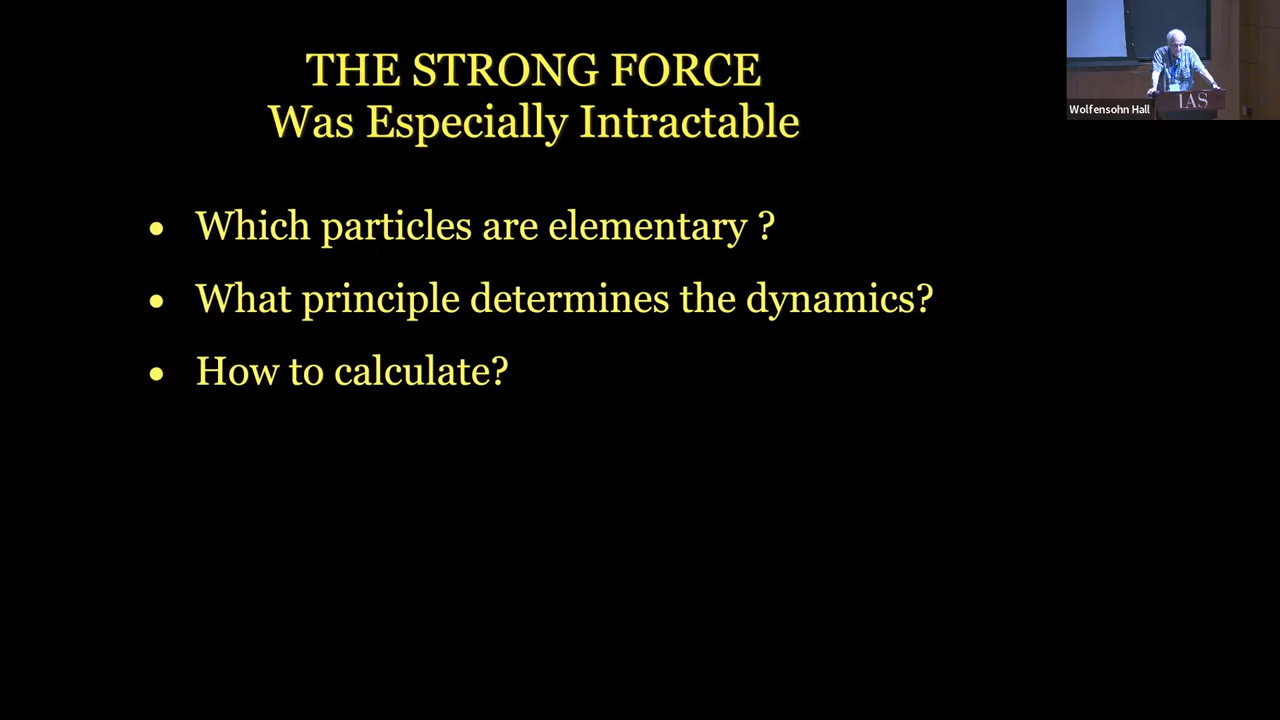 THE STRONG FORCE
Was Especially Intractable
• Which particles are elementary ?
• What principle determines the dynamics?
• How to calculate?
Wolfensohn Hall
IAS